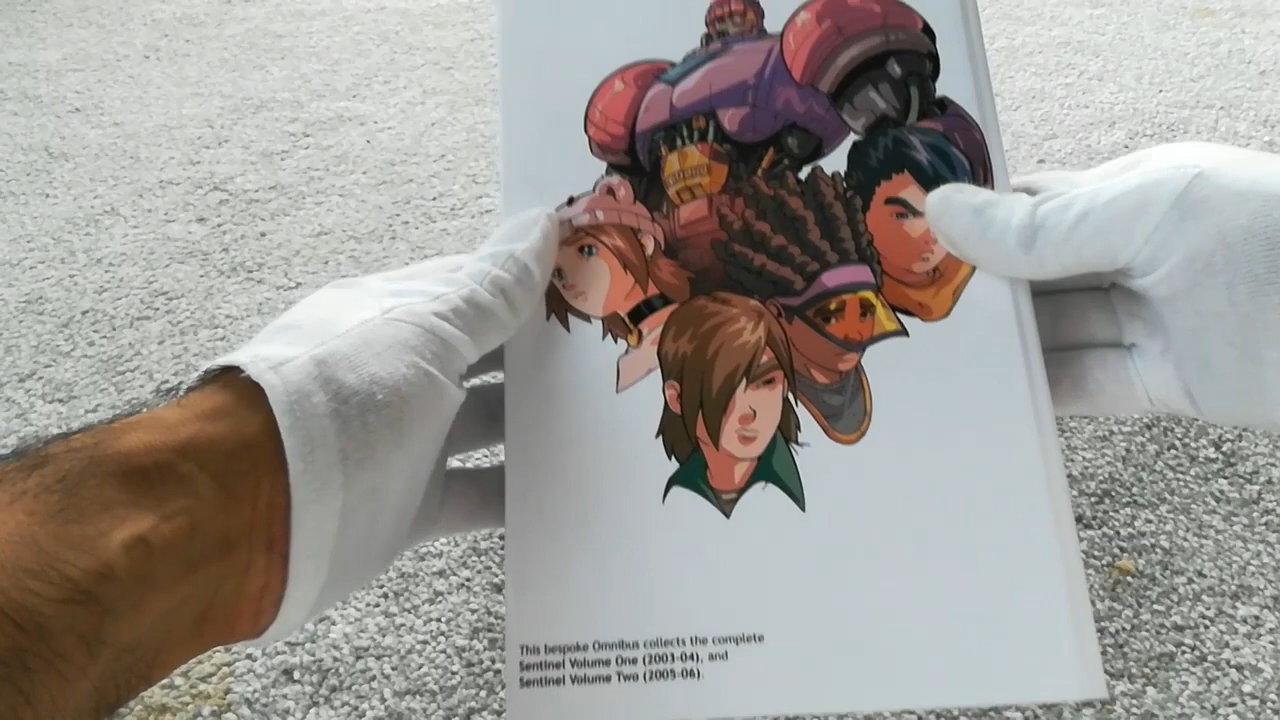 This bespoke Omnibus collects the complete
Sentinel Volume One (2003-04), and
Sentinel Volume Two (2005-06).